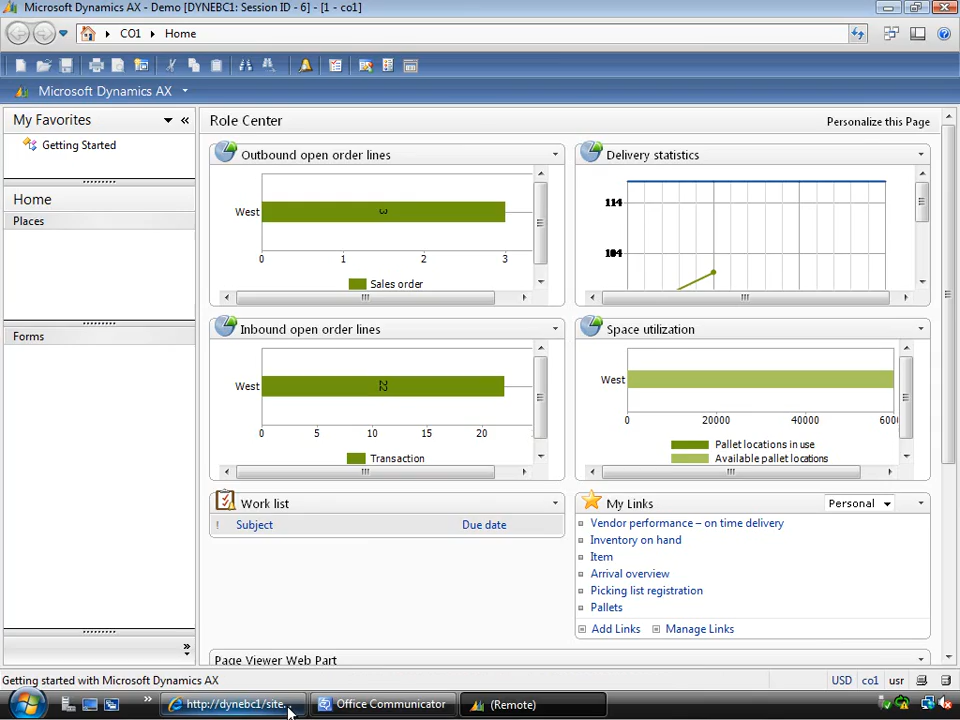 Microsoft Dynamics AX - Demo [DYNEBC1: Session ID - 6] - [1 - co1]
CO1 Home
Microsoft Dynamics AX
My Favorites
Getting Started
Home
Places
Forms
Role Center
Personalize this Page
Outbound open order lines
West
3
0 1 2 3
Sales order
Delivery statistics
114
104
Inbound open order lines
West
22
0 5 10 15 20
Transaction
Space utilization
West
0 20000 40000 6000
Pallet locations in use
Available pallet locations
Work list
! Subject Due date
My Links
Personal
Vendor performance – on time delivery
Inventory on hand
Item
Arrival overview
Picking list registration
Pallets
Add Links Manage Links
Page Viewer Web Part
Getting started with Microsoft Dynamics AX
USD co1 usr
http://dynebc1/site...
Office Communicator
(Remote)